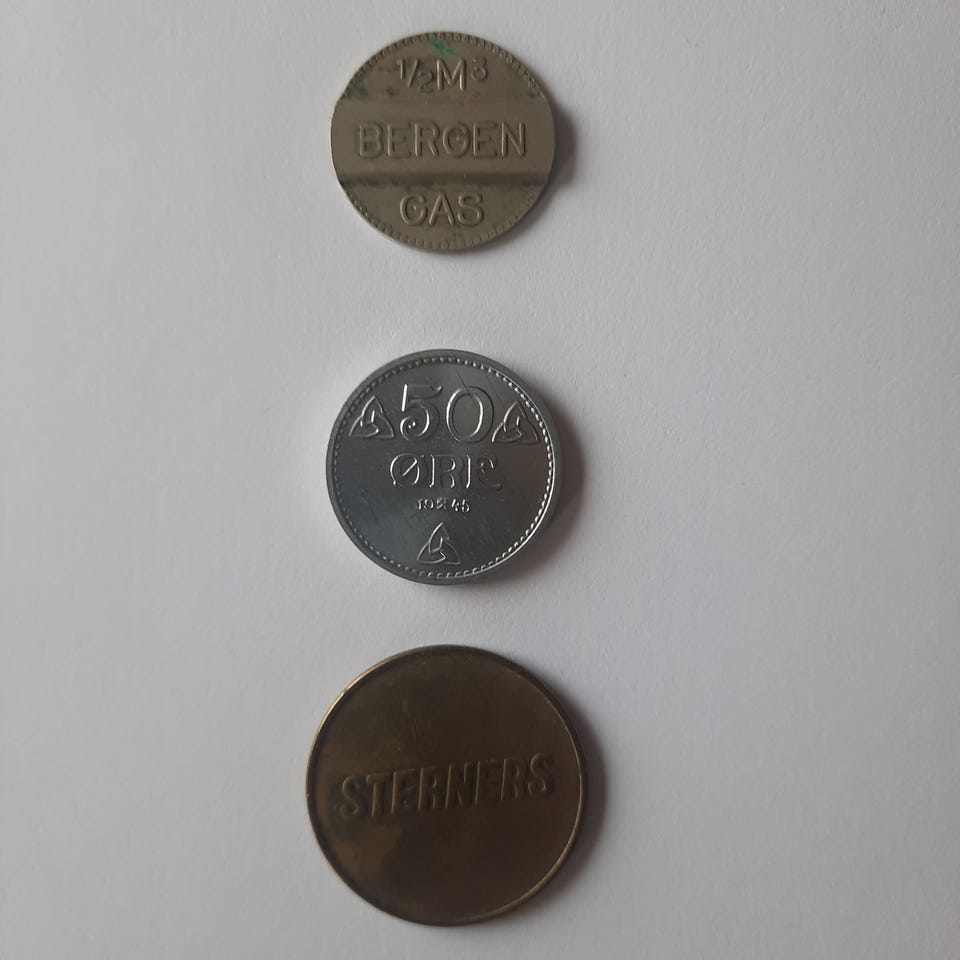 1/2M³
BERGEN
GAS
50
ØRE
19⚒45
STERNERS